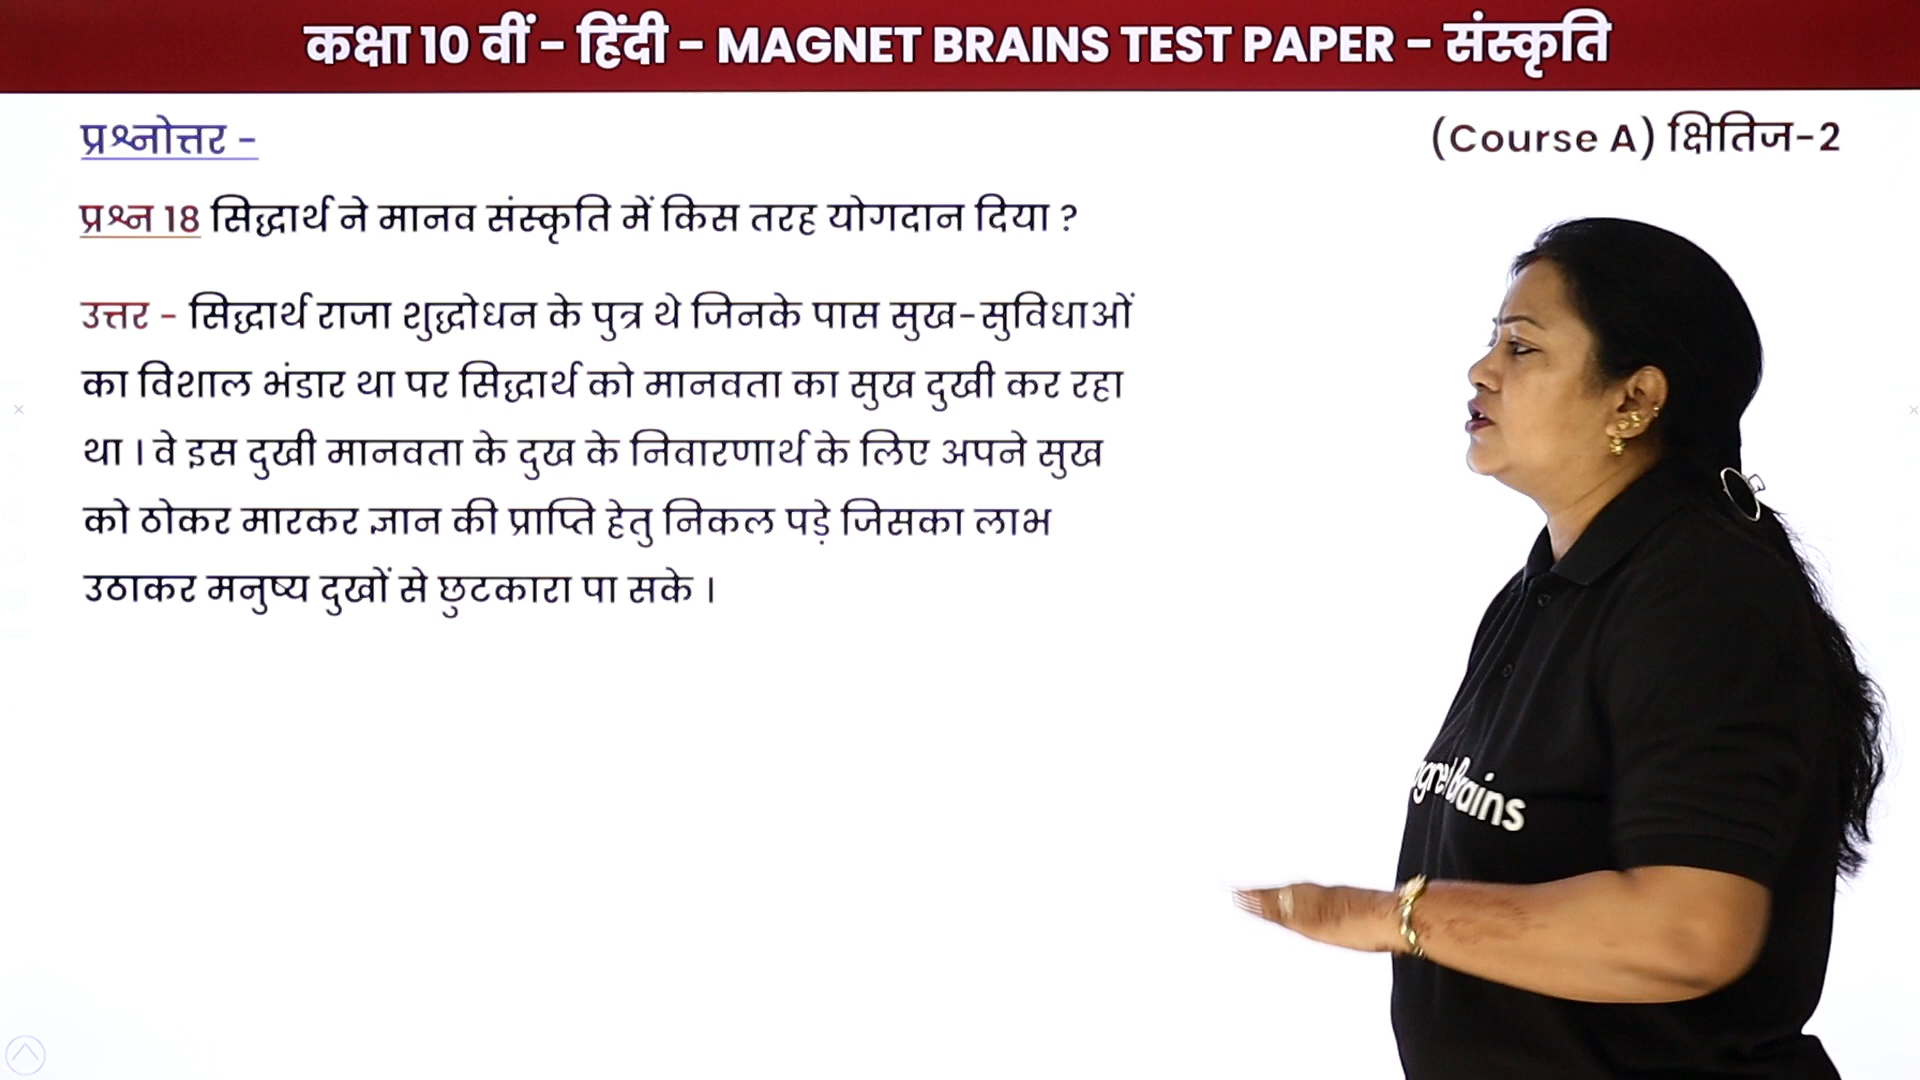 कक्षा 10 वीं - हिंदी - MAGNET BRAINS TEST PAPER - संस्कृति
प्रश्नोत्तर -
(Course A) क्षितिज-2
प्रश्न 18 सिद्धार्थ ने मानव संस्कृति में किस तरह योगदान दिया ?
उत्तर - सिद्धार्थ राजा शुद्धोधन के पुत्र थे जिनके पास सुख-सुविधाओं
का विशाल भंडार था पर सिद्धार्थ को मानवता का सुख दुखी कर रहा
था । वे इस दुखी मानवता के दुख के निवारणार्थ के लिए अपने सुख
को ठोकर मारकर ज्ञान की प्राप्ति हेतु निकल पड़े जिसका लाभ
उठाकर मनुष्य दुखों से छुटकारा पा सके ।
Brains